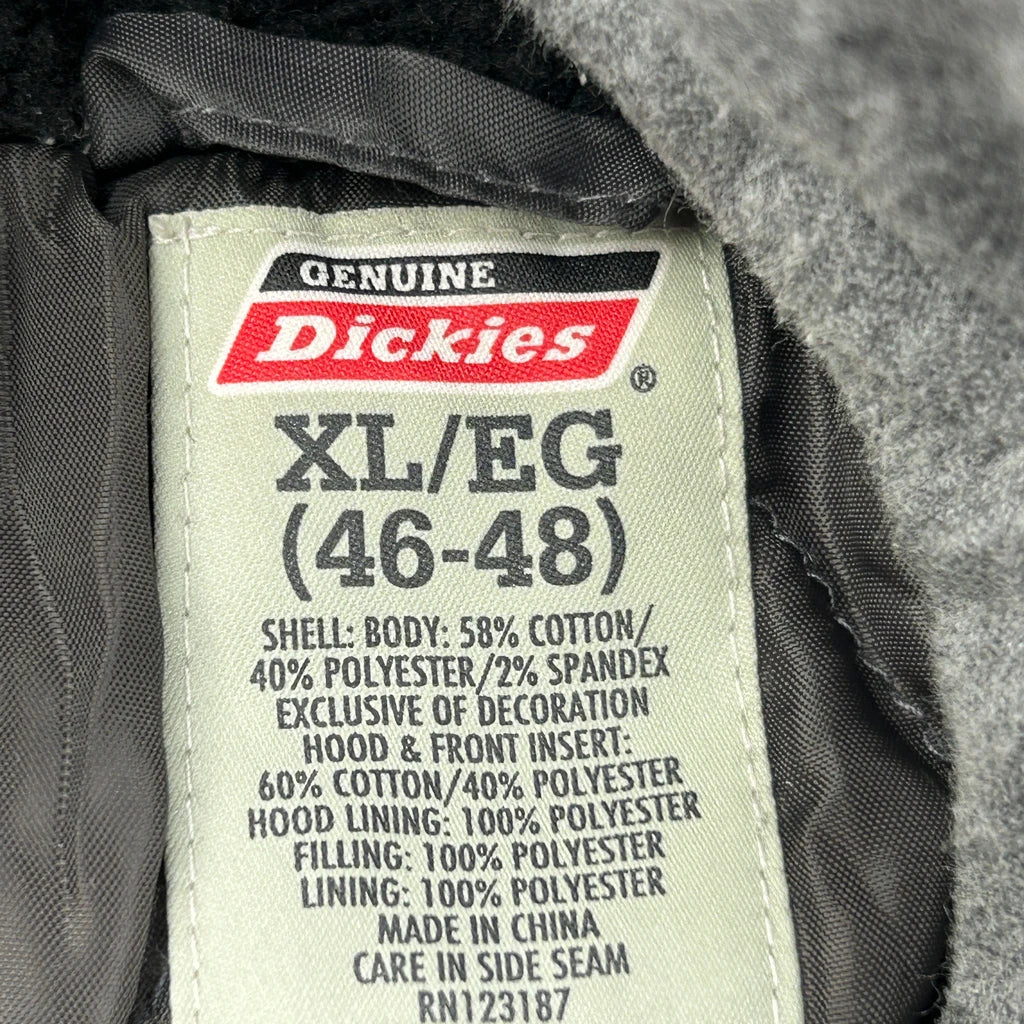 GENUINE
Dickies®
XL/EG
(46-48)
SHELL: BODY: 58% COTTON/
40% POLYESTER/2% SPANDEX
EXCLUSIVE OF DECORATION
HOOD & FRONT INSERT:
60% COTTON/40% POLYESTER
HOOD LINING: 100% POLYESTER
FILLING: 100% POLYESTER
LINING: 100% POLYESTER
MADE IN CHINA
CARE IN SIDE SEAM
RN123187